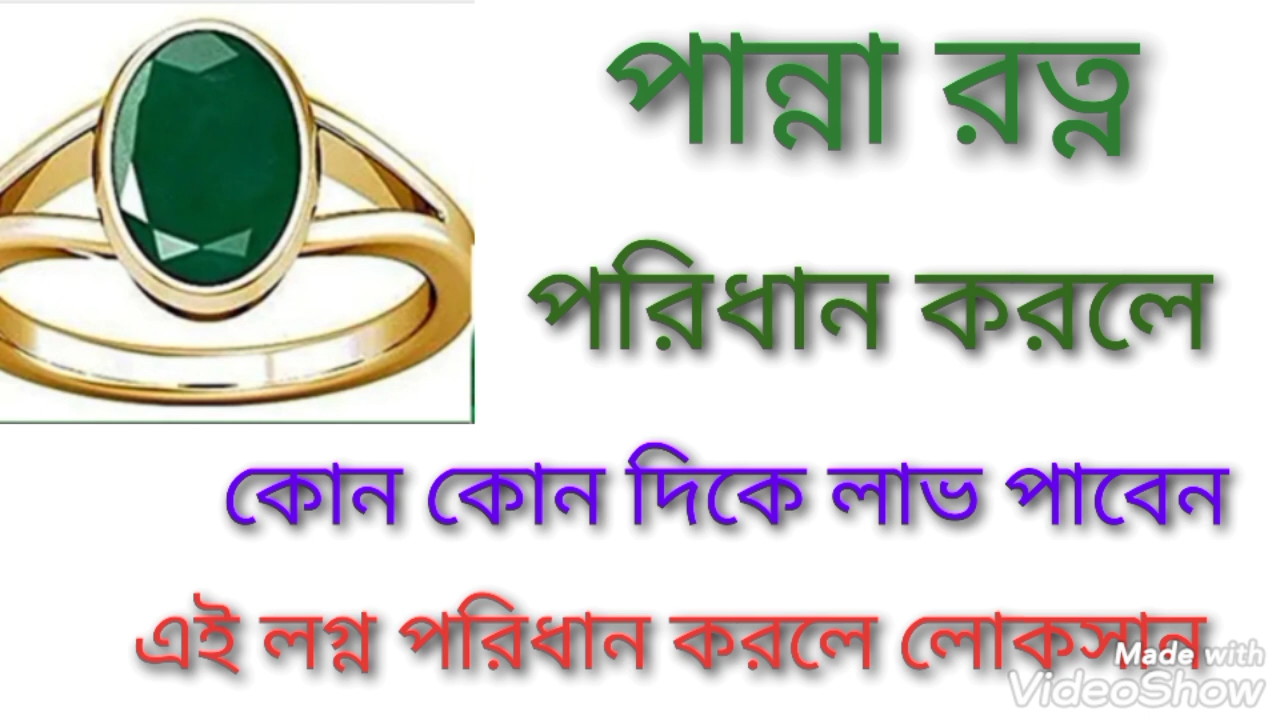 পান্না রত্ন
পরিধান করলে
কোন কোন দিকে লাভ পাবেন
এই লগ্ন পরিধান করলে লোকসান
Made with
VideoShow